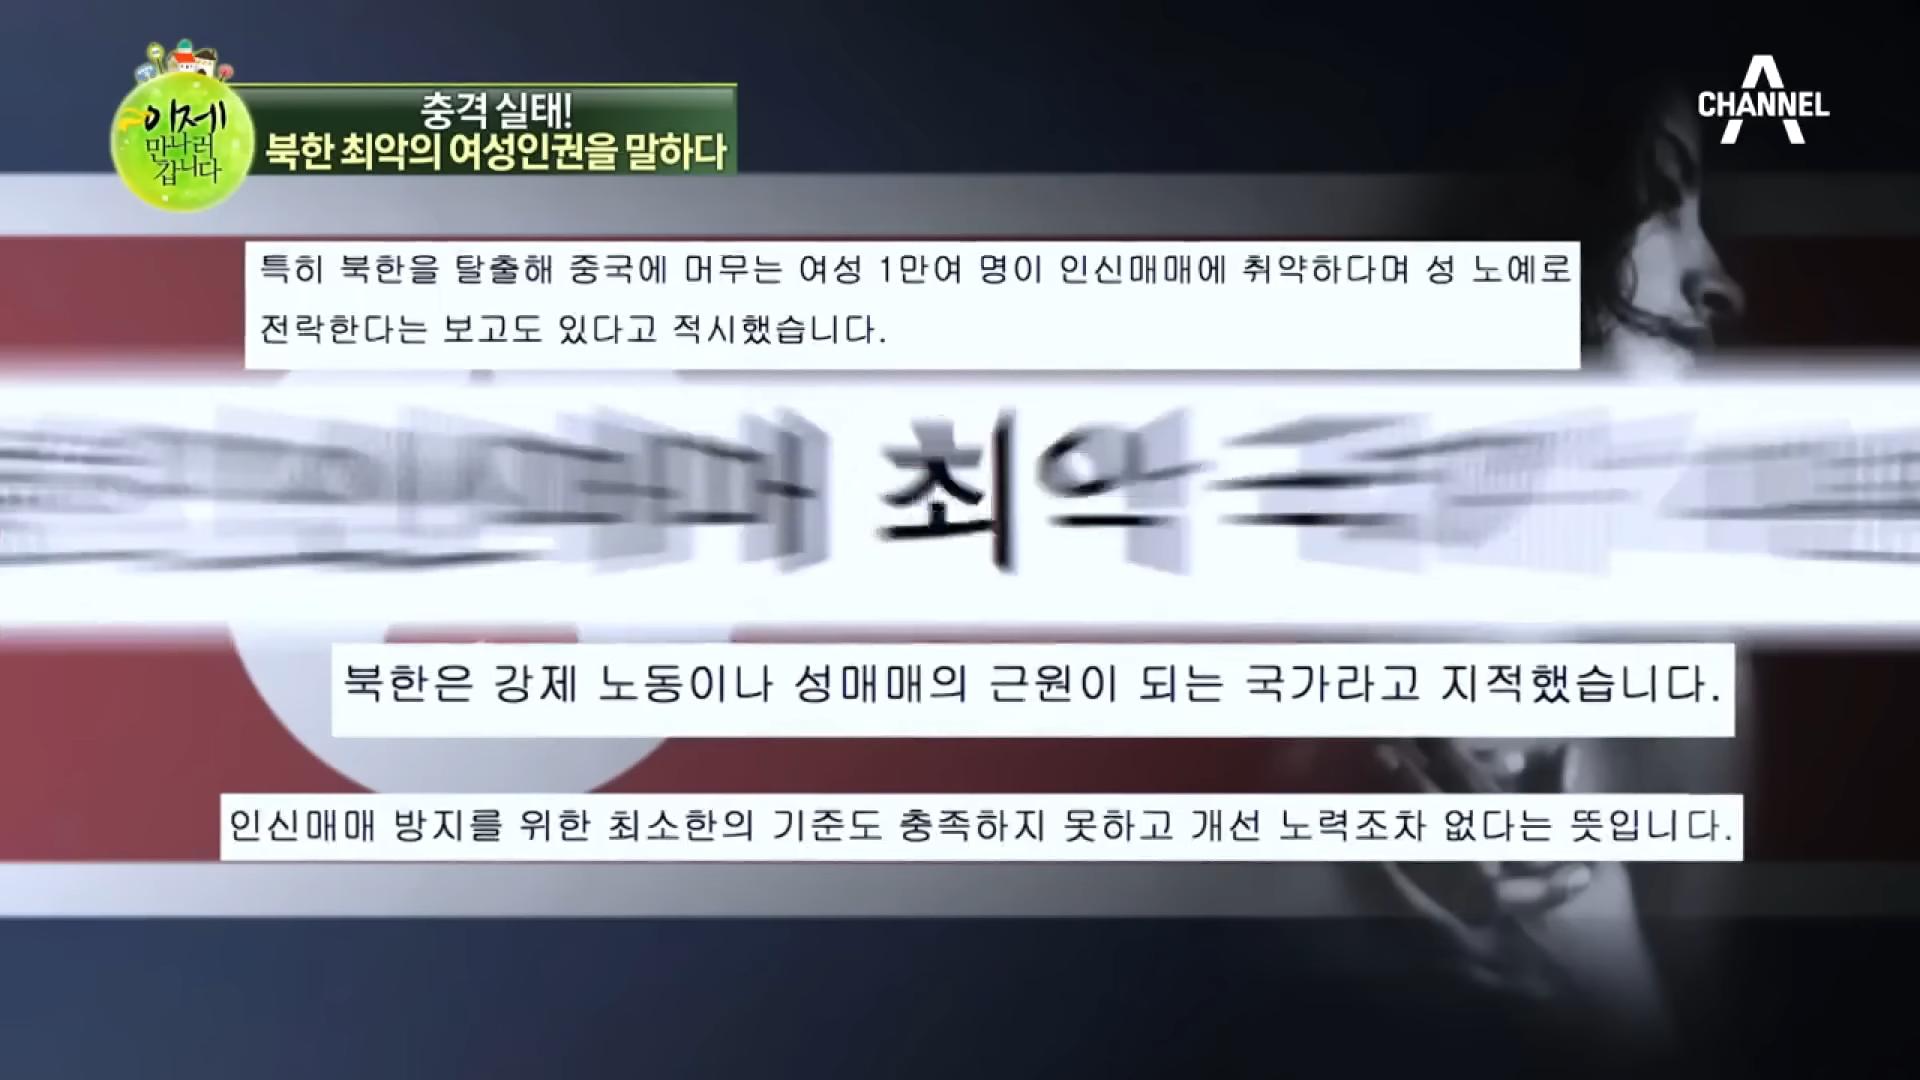 이제
만나러
갑니다
충격 실태!
북한 최악의 여성인권을 말하다
CHANNEL A
특히 북한을 탈출해 중국에 머무는 여성 1만여 명이 인신매매에 취약하다며 성 노예로
전락한다는 보고도 있다고 적시했습니다.
최악
북한은 강제 노동이나 성매매의 근원이 되는 국가라고 지적했습니다.
인신매매 방지를 위한 최소한의 기준도 충족하지 못하고 개선 노력조차 없다는 뜻입니다.